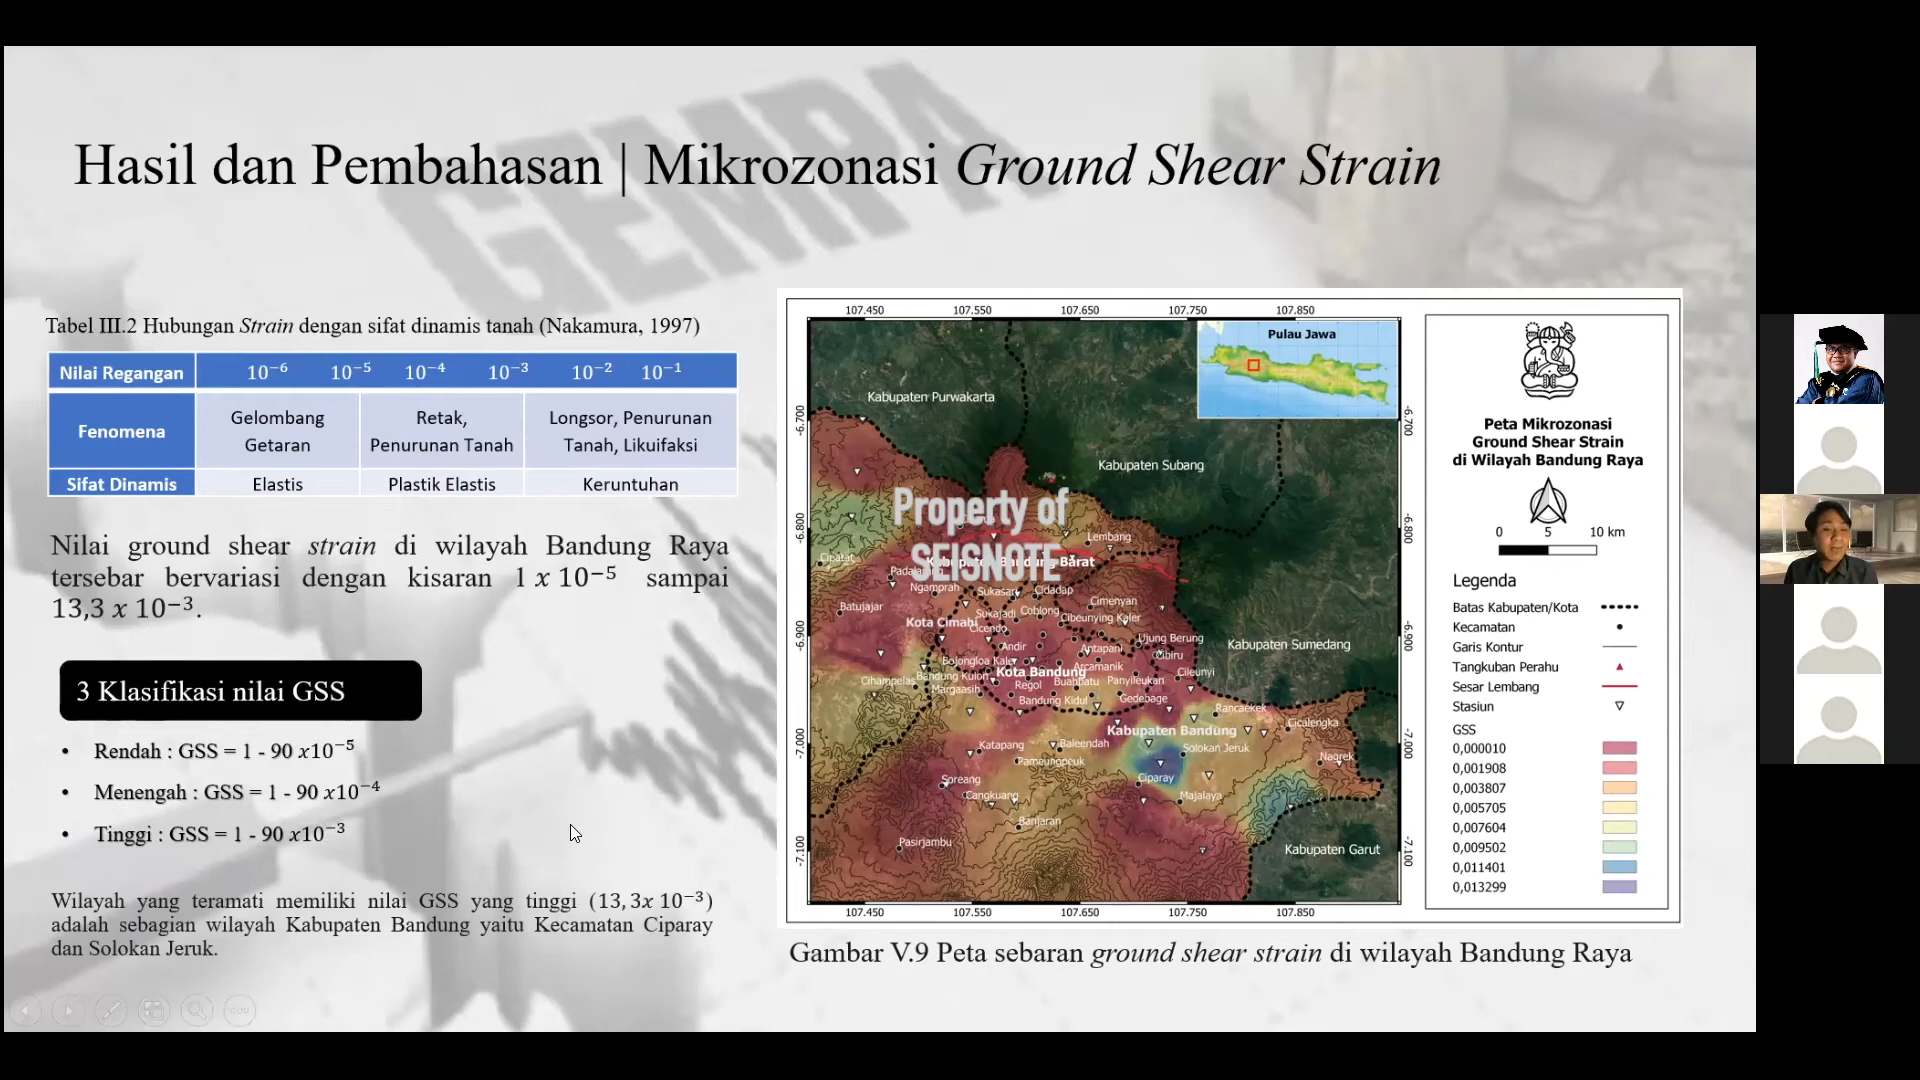 GEMPA
Hasil dan Pembahasan | Mikrozonasi Ground Shear Strain
Tabel III.2 Hubungan Strain dengan sifat dinamis tanah (Nakamura, 1997)
Nilai Regangan 10⁻⁶ 10⁻⁵ 10⁻⁴ 10⁻³ 10⁻² 10⁻¹
Fenomena
Gelombang
Getaran
Retak,
Penurunan Tanah
Longsor, Penurunan
Tanah, Likuifaksi
Sifat Dinamis Elastis Plastik Elastis Keruntuhan
Nilai ground shear strain di wilayah Bandung Raya
tersebar bervariasi dengan kisaran 1 x 10⁻⁵ sampai
13,3 x 10⁻³.
3 Klasifikasi nilai GSS
• Rendah : GSS = 1 - 90 x10⁻⁵
• Menengah : GSS = 1 - 90 x10⁻⁴
• Tinggi : GSS = 1 - 90 x10⁻³
Wilayah yang teramati memiliki nilai GSS yang tinggi (13,3x 10⁻³)
adalah sebagian wilayah Kabupaten Bandung yaitu Kecamatan Ciparay
dan Solokan Jeruk.
107.450 107.550 107.650 107.750 107.850
Pulau Jawa
Kabupaten Purwakarta
-6.700 -6.700
Kabupaten Subang
Property of
SEISNOTE
-6.800 -6.800
Lembang
Cipatat
Kabupaten Bandung Barat
Padalarang
Ngamprah
Sukasari
Cidadap
Batujajar
Cimenyan
Sukajadi
Coblong
Cibeunying Kaler
Kota Cimahi
Cicendo
-6.900 -6.900
Ujung Berung
Kabupaten Sumedang
Andir
Antapani
Cibiru
Bojongloa Kaler
Arcamanik
Kota Bandung
Cileunyi
Cihampelas
Bandung Kulon
Margaasih
Regol
Buahbatu
Panyileukan
Bandung Kidul
Gedebage
Rancaekek
Cicalengka
Kabupaten Bandung
-7.000 -7.000
Katapang
Baleendah
Solokan Jeruk
Pameungpeuk
Nagrek
Soreang
Ciparay
Cangkuang
Majalaya
Banjaran
Pasirjambu
Kabupaten Garut
-7.100 -7.100
107.450 107.550 107.650 107.750 107.850
Peta Mikrozonasi
Ground Shear Strain
di Wilayah Bandung Raya
0 5 10 km
Legenda
Batas Kabupaten/Kota
Kecamatan
Garis Kontur
Tangkuban Perahu
Sesar Lembang
Stasiun
GSS
0,000010
0,001908
0,003807
0,005705
0,007604
0,009502
0,011401
0,013299
Gambar V.9 Peta sebaran ground shear strain di wilayah Bandung Raya